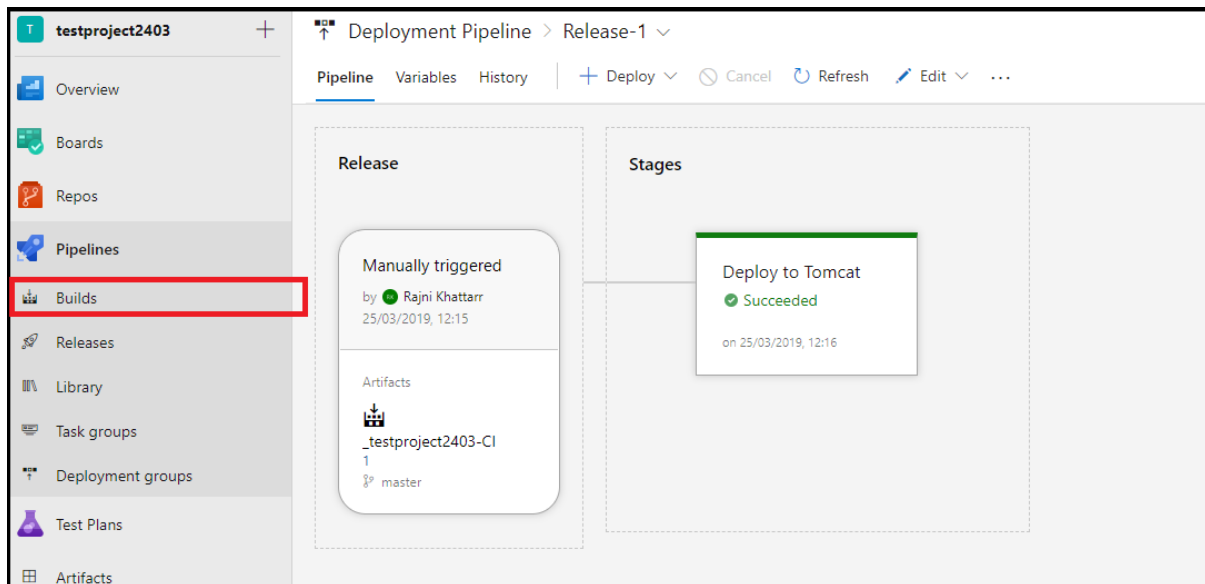 T testproject2403
Overview
Boards
Repos
Pipelines
Builds
Releases
Library
Task groups
Deployment groups
Test Plans
Artifacts
Deployment Pipeline > Release-1
Pipeline Variables History Deploy Cancel Refresh Edit ...
Release
Manually triggered
by RK Rajni Khattarr
25/03/2019, 12:15
Artifacts
_testproject2403-CI
1
master
Stages
Deploy to Tomcat
Succeeded
on 25/03/2019, 12:16